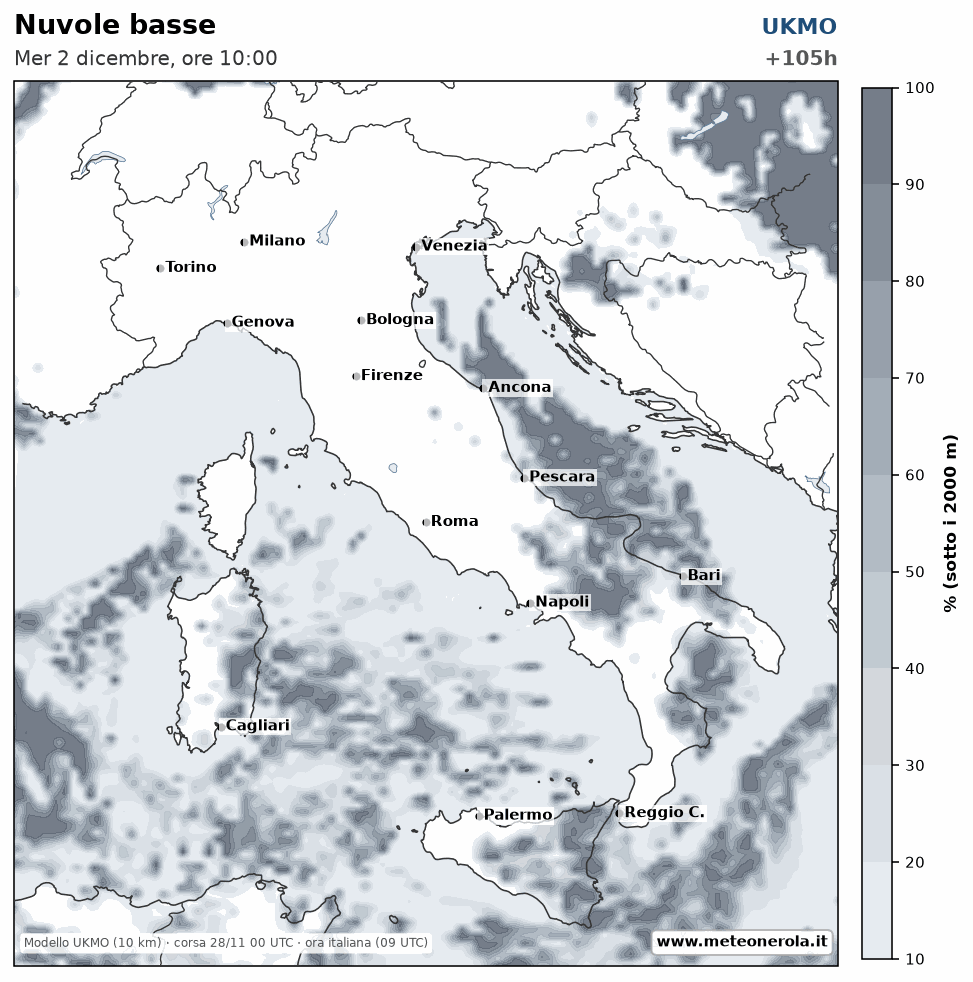 Nuvole basse
UKMO
Mer 2 dicembre, ore 10:00
+105h
100
90
80
70
60
50
40
30
20
10
% (sotto i 2000 m)
Milano
Venezia
Torino
Genova
Bologna
Firenze
Ancona
Pescara
Roma
Bari
Napoli
Cagliari
Palermo
Reggio C.
Modello UKMO (10 km) · corsa 28/11 00 UTC · ora italiana (09 UTC)
www.meteonerola.it